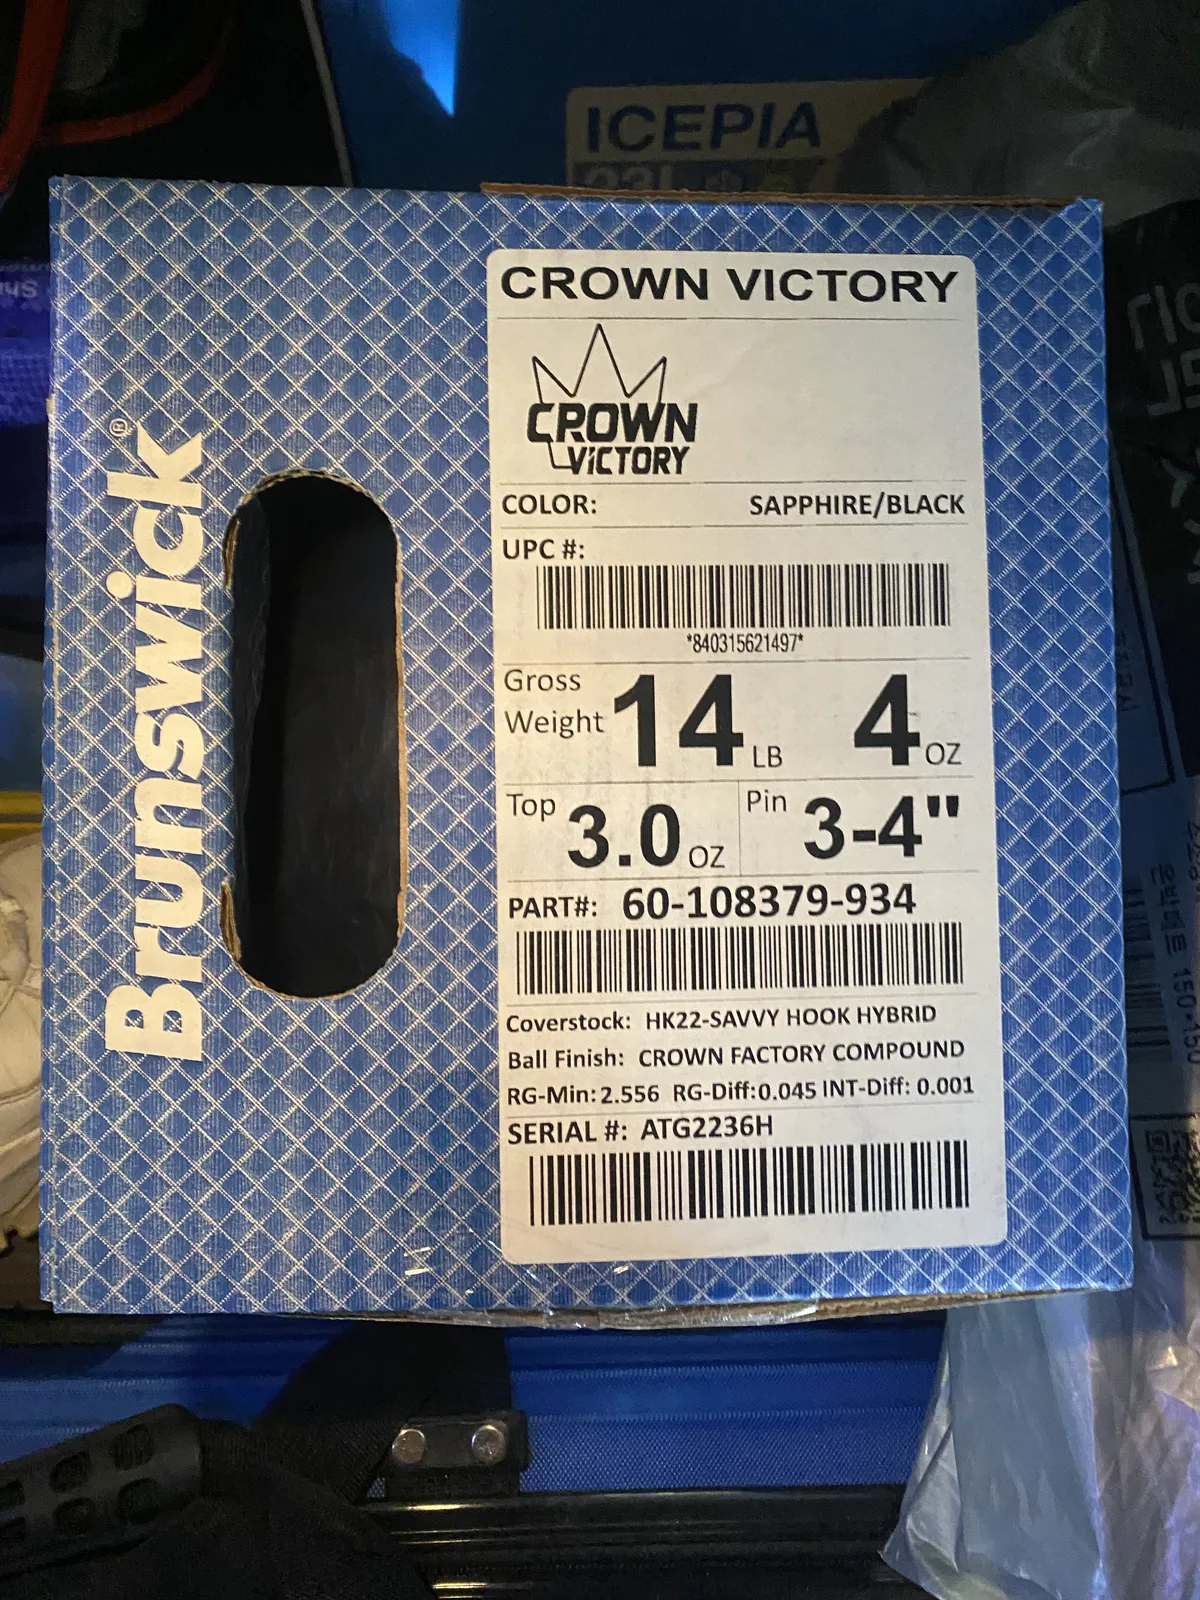 ICEPIA
23L
Brunswick®
CROWN VICTORY
CROWN
VICTORY
COLOR: SAPPHIRE/BLACK
UPC #:
*840315621497*
Gross
Weight 14 LB 4 OZ
Top 3.0 OZ Pin 3-4"
PART#: 60-108379-934
Coverstock: HK22-SAVVY HOOK HYBRID
Ball Finish: CROWN FACTORY COMPOUND
RG-Min: 2.556 RG-Diff:0.045 INT-Diff: 0.001
SERIAL #: ATG2236H